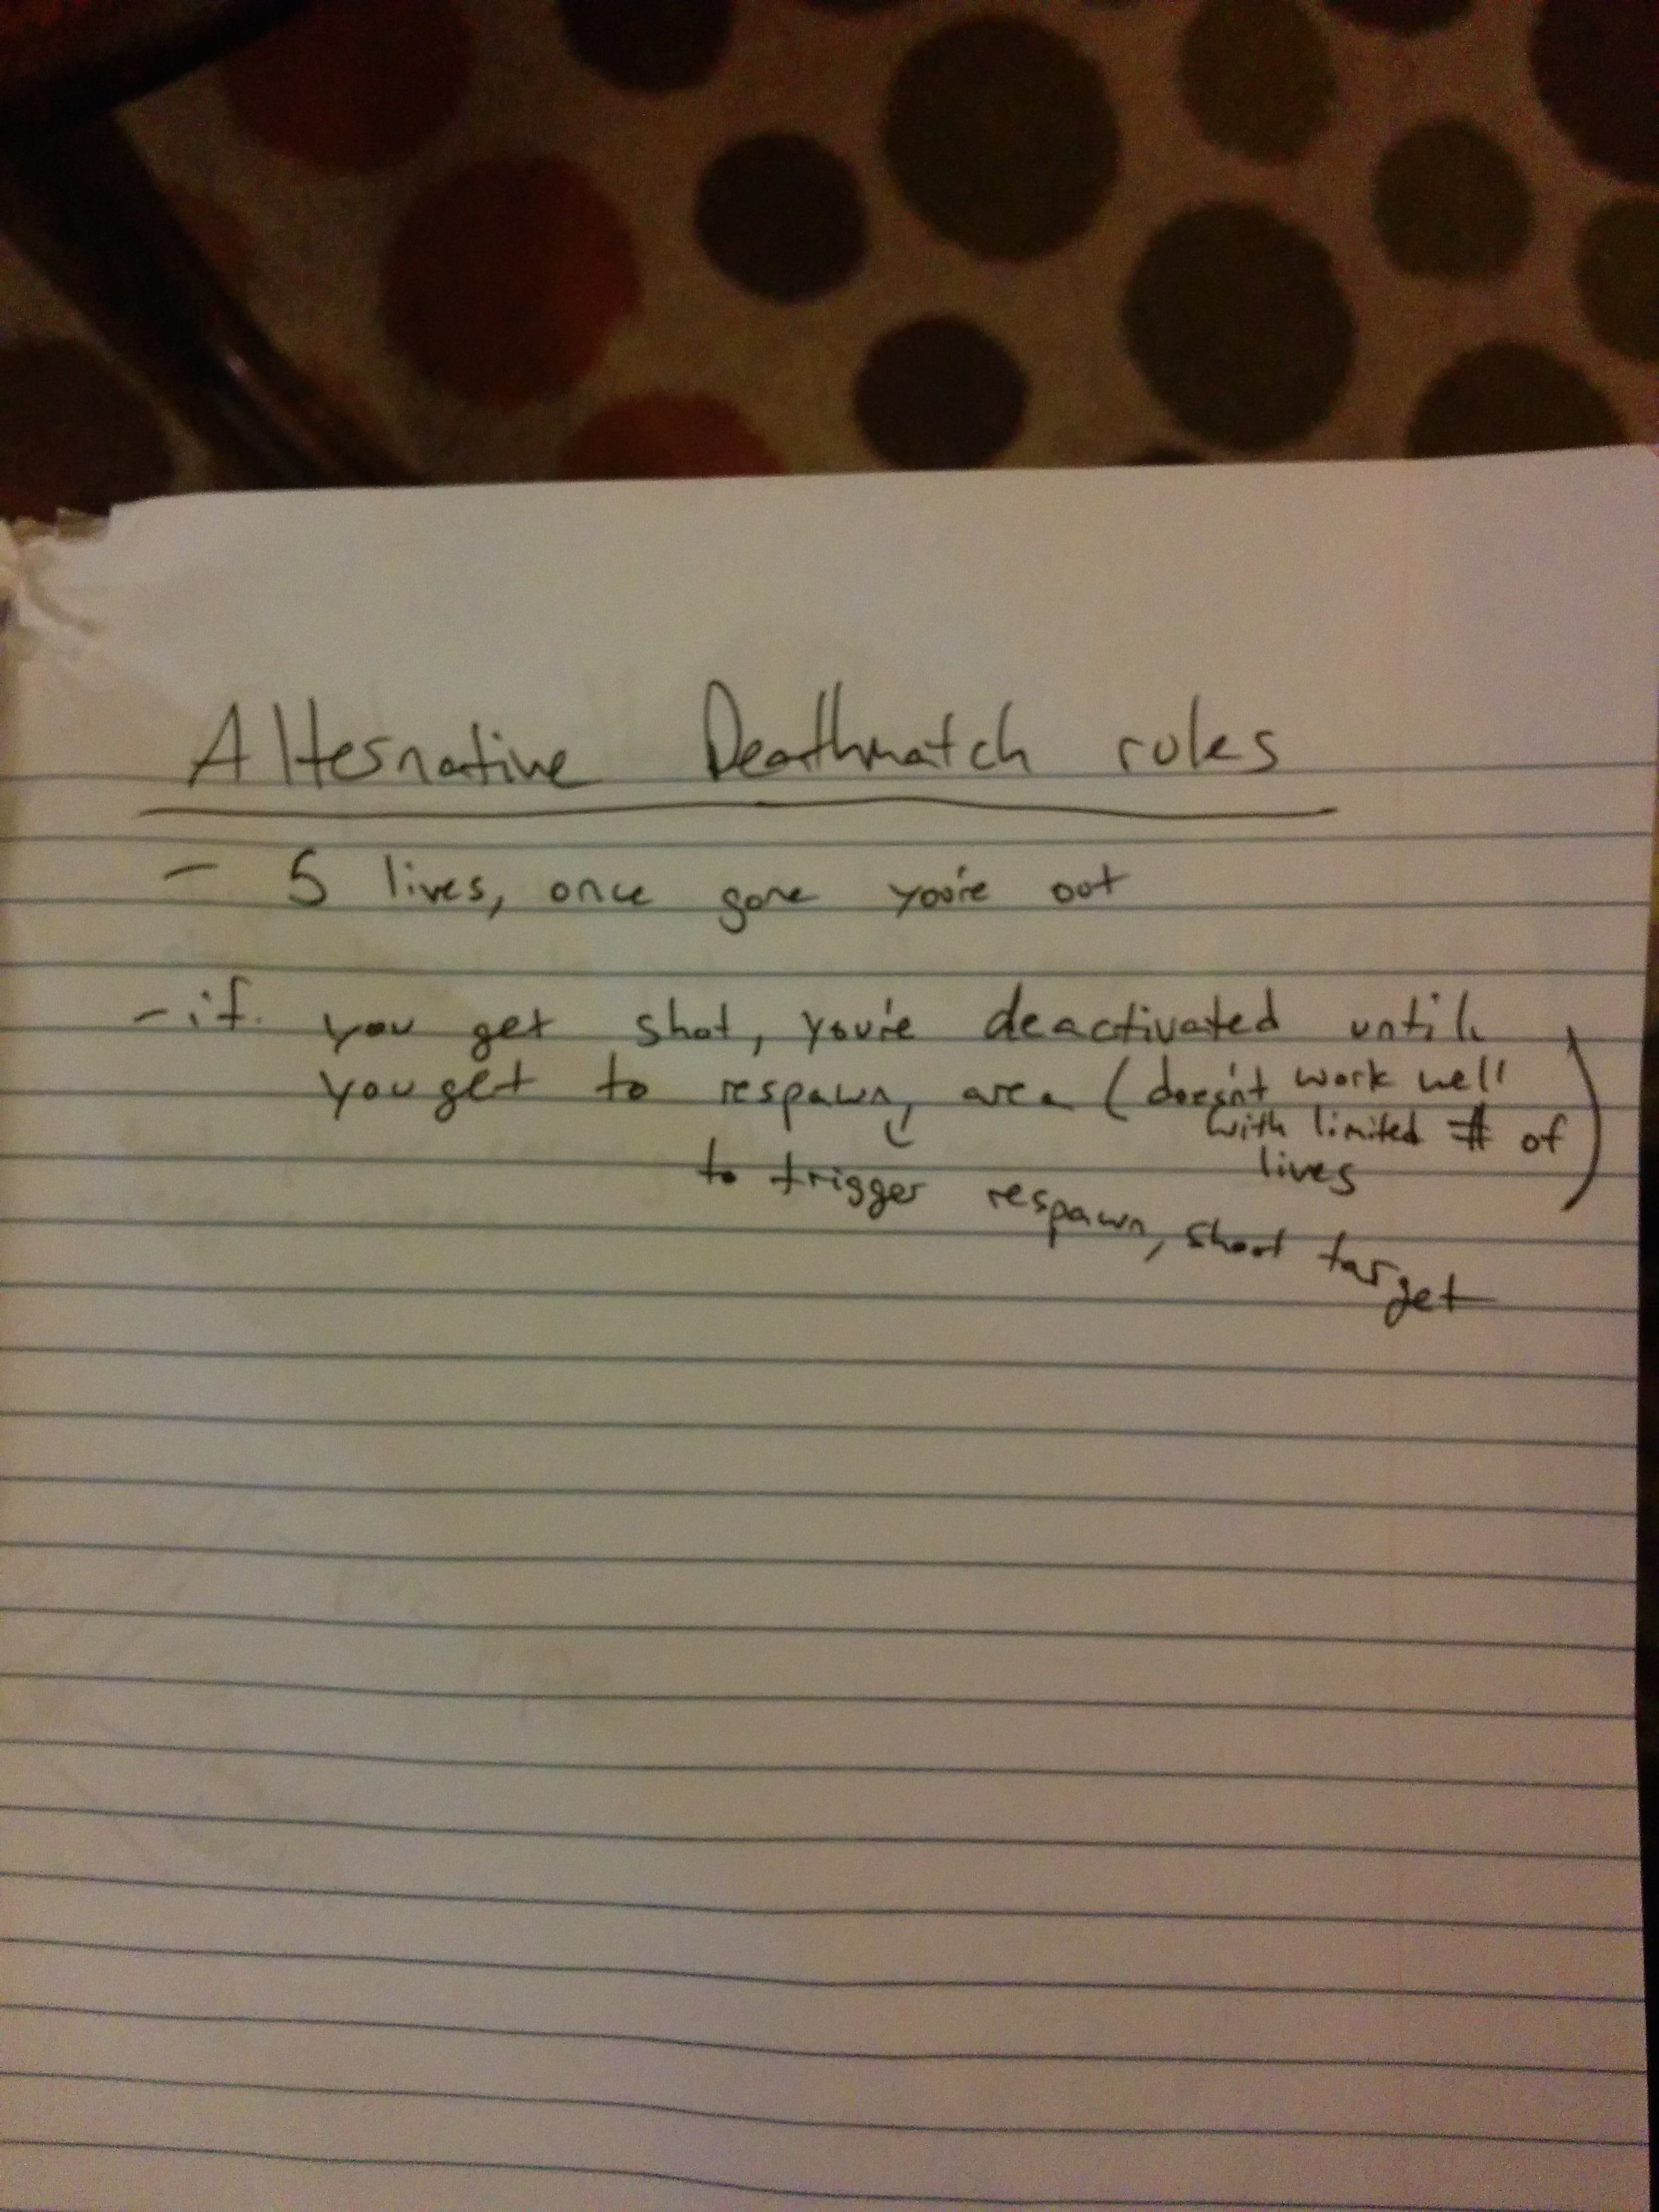 Alternative Deathmatch rules
- 5 lives, once gone you're out
- if you get shot, you're deactivated until
you get to respawn area (doesn't work well
with limited # of
lives)
to trigger respawn, shoot target